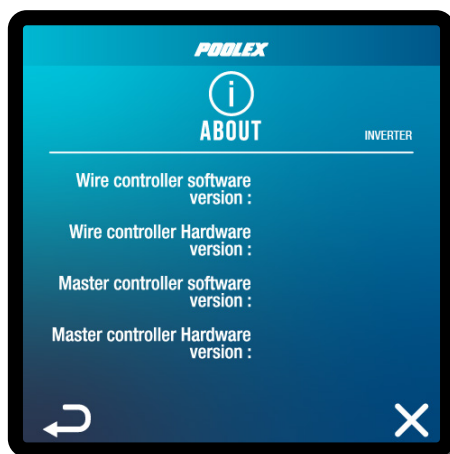 POOLEX
ABOUT
INVERTER
Wire controller software
version :
Wire controller Hardware
version :
Master controller software
version :
Master controller Hardware
version :